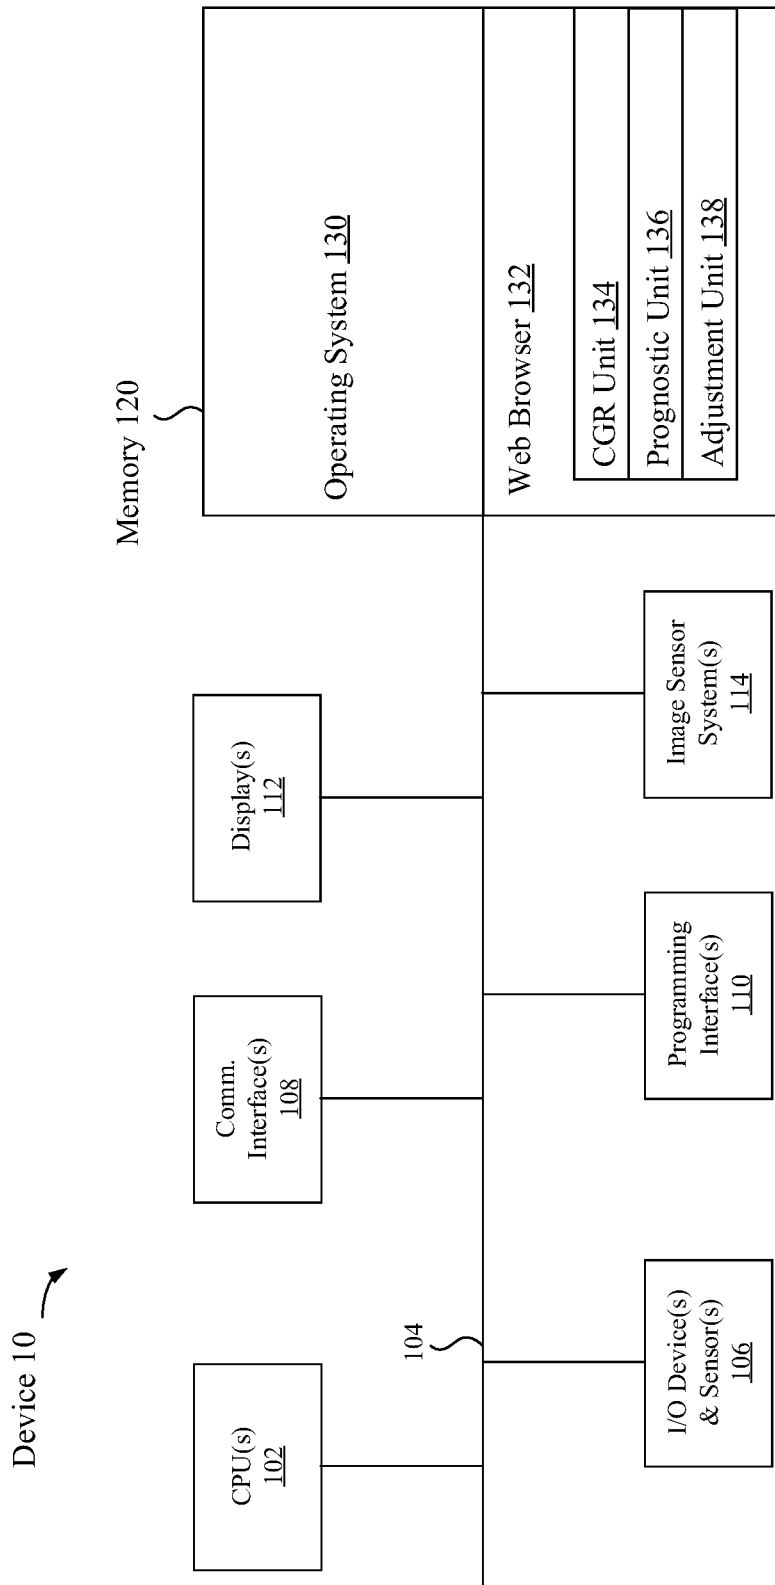 Device 10
CPU(s)
102
Comm.
Interface(s)
108
Display(s)
112
Memory 120
Operating System 130
Web Browser 132
CGR Unit 134
Prognostic Unit 136
Adjustment Unit 138
104
I/O Device(s)
& Sensor(s)
106
Programming
Interface(s)
110
Image Sensor
System(s)
114